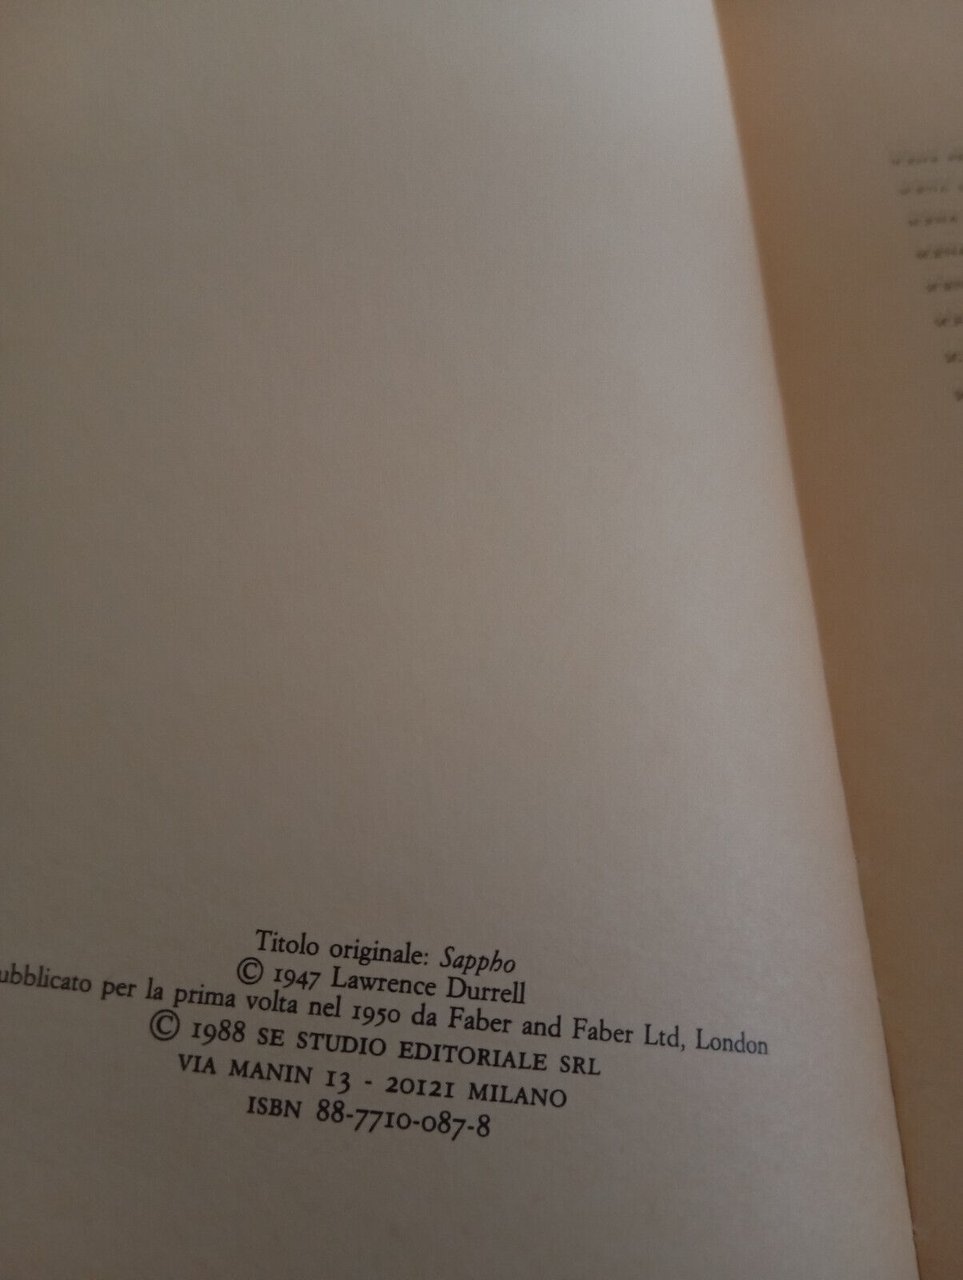 Titolo originale: Sappho
© 1947 Lawrence Durrell
ubblicato per la prima volta nel 1950 da Faber and Faber Ltd, London
© 1988 SE STUDIO EDITORIALE SRL
VIA MANIN 13 - 20121 MILANO
ISBN 88-7710-087-8